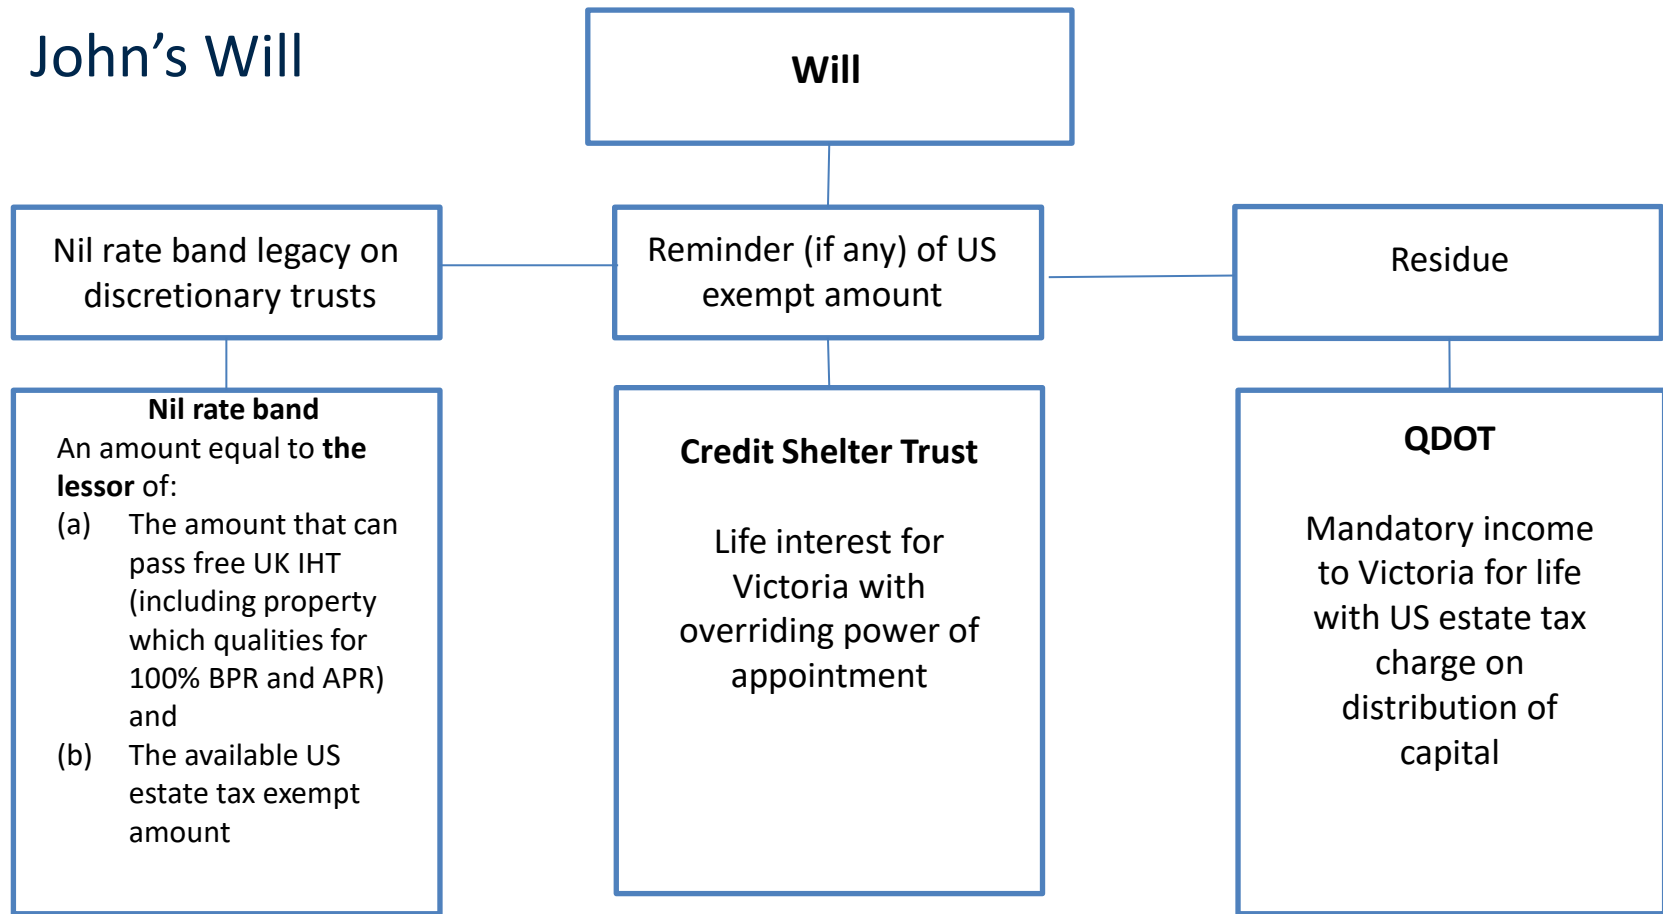 John’s Will
Will
Nil rate band legacy on
discretionary trusts
Reminder (if any) of US
exempt amount
Residue
Nil rate band
An amount equal to the
lessor of:
(a) The amount that can
pass free UK IHT
(including property
which qualities for
100% BPR and APR)
and
(b) The available US
estate tax exempt
amount
Credit Shelter Trust
Life interest for
Victoria with
overriding power of
appointment
QDOT
Mandatory income
to Victoria for life
with US estate tax
charge on
distribution of
capital